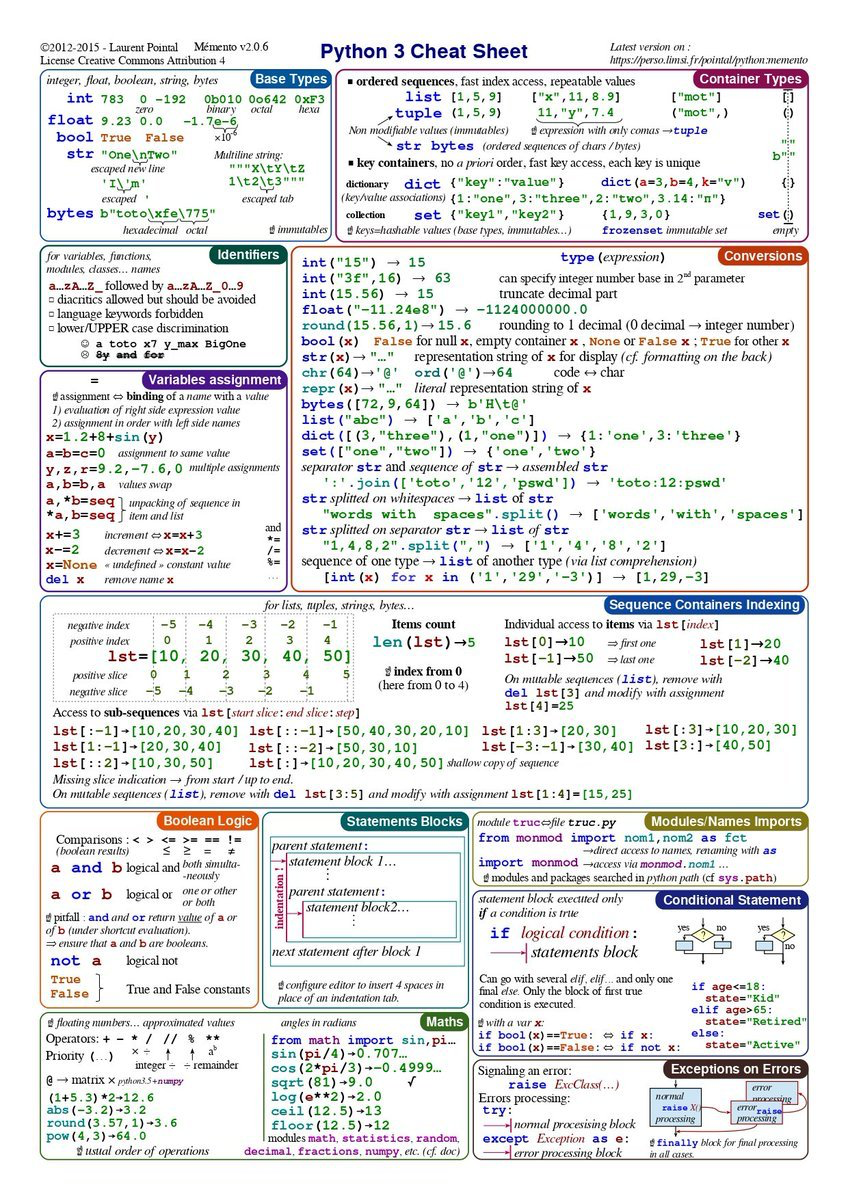 ©2012-2015 - Laurent Pointal Mémento v2.0.6
License Creative Commons Attribution 4
Python 3 Cheat Sheet
Latest version on :
https://perso.limsi.fr/pointal/python:memento
integer, float, boolean, string, bytes
Base Types
int 783 0 -192 0b010 0o642 0xF3
zero binary octal hexa
float 9.23 0.0 -1.7e-6
×10⁻⁶
bool True False
str "One\nTwo"
escaped new line
'I\'m'
escaped '
Multiline string:
"""X\tY\tZ
1\t2\t3"""
escaped tab
bytes b"toto\xfe\775"
hexadecimal octal
☝ immutables
Container Types
■ ordered sequences, fast index access, repeatable values
list [1,5,9] ["x",11,8.9] ["mot"] []
tuple (1,5,9) 11,"y",7.4 ("mot",) ()
Non modifiable values (immutables) ☝ expression with only comas →tuple
str bytes (ordered sequences of chars / bytes)
""
b""
■ key containers, no a priori order, fast key access, each key is unique
dictionary dict {"key":"value"} dict(a=3,b=4,k="v") {}
(key/value associations) {1:"one",3:"three",2:"two",3.14:"π"}
collection set {"key1","key2"} {1,9,3,0} set()
☝ keys=hashable values (base types, immutables…) frozenset immutable set empty
Identifiers
for variables, functions,
modules, classes… names
a…zA…Z_ followed by a…zA…Z_0…9
□ diacritics allowed but should be avoided
□ language keywords forbidden
□ lower/UPPER case discrimination
☺ a toto x7 y_max BigOne
☹ 8y and for
= Variables assignment
☝ assignment ⇔ binding of a name with a value
1) evaluation of right side expression value
2) assignment in order with left side names
x=1.2+8+sin(y)
a=b=c=0 assignment to same value
y,z,r=9.2,-7.6,0 multiple assignments
a,b=b,a values swap
a,*b=seq
*a,b=seq
unpacking of sequence in
item and list
x+=3 increment ⇔ x=x+3
x-=2 decrement ⇔ x=x-2
x=None « undefined » constant value
del x remove name x
and
*=
/=
%=
…
Conversions
type(expression)
int("15") → 15
int("3f",16) → 63 can specify integer number base in 2nd parameter
int(15.56) → 15 truncate decimal part
float("-11.24e8") → -1124000000.0
round(15.56,1)→15.6 rounding to 1 decimal (0 decimal → integer number)
bool(x) False for null x, empty container x , None or False x ; True for other x
str(x)→"…" representation string of x for display (cf. formatting on the back)
chr(64)→'@' ord('@')→64 code ↔ char
repr(x)→"…" literal representation string of x
bytes([72,9,64]) → b'H\t@'
list("abc") → ['a','b','c']
dict([(3,"three"),(1,"one")]) → {1:'one',3:'three'}
set(["one","two"]) → {'one','two'}
separator str and sequence of str → assembled str
':'.join(['toto','12','pswd']) → 'toto:12:pswd'
str splitted on whitespaces → list of str
"words with  spaces".split() → ['words','with','spaces']
str splitted on separator str → list of str
"1,4,8,2".split(",") → ['1','4','8','2']
sequence of one type → list of another type (via list comprehension)
[int(x) for x in ('1','29','-3')] → [1,29,-3]
for lists, tuples, strings, bytes…
Sequence Containers Indexing
negative index -5 -4 -3 -2 -1
positive index 0 1 2 3 4
lst=[10, 20, 30, 40, 50]
positive slice 0 1 2 3 4 5
negative slice -5 -4 -3 -2 -1
Items count
len(lst)→5
☝ index from 0
(here from 0 to 4)
Individual access to items via lst[index]
lst[0]→10 ⇒ first one lst[1]→20
lst[-1]→50 ⇒ last one lst[-2]→40
On mutable sequences (list), remove with
del lst[3] and modify with assignment
lst[4]=25
Access to sub-sequences via lst[start slice:end slice:step]
lst[:-1]→[10,20,30,40] lst[::-1]→[50,40,30,20,10] lst[1:3]→[20,30] lst[:3]→[10,20,30]
lst[1:-1]→[20,30,40] lst[::-2]→[50,30,10] lst[-3:-1]→[30,40] lst[3:]→[40,50]
lst[::2]→[10,30,50] lst[:]→[10,20,30,40,50] shallow copy of sequence
Missing slice indication → from start / up to end.
On mutable sequences (list), remove with del lst[3:5] and modify with assignment lst[1:4]=[15,25]
Boolean Logic
Comparisons : < > <= >= == !=
(boolean results) ≤ ≥ = ≠
a and b logical and both simulta-
-neously
a or b logical or one or other
or both
☝ pitfall : and and or return value of a or
of b (under shortcut evaluation).
⇒ ensure that a and b are booleans.
not a logical not
True
False
True and False constants
Statements Blocks
parent statement:
statement block 1…
⋮
parent statement:
statement block2…
⋮
next statement after block 1
indentation !
☝ configure editor to insert 4 spaces in
place of an indentation tab.
Modules/Names Imports
module truc⇔file truc.py
from monmod import nom1,nom2 as fct
→direct access to names, renaming with as
import monmod →access via monmod.nom1 …
☝ modules and packages searched in python path (cf sys.path)
Conditional Statement
statement block executed only
if a condition is true
if logical condition:
statements block
yes ? no
yes ? no
Can go with several elif, elif... and only one
final else. Only the block of first true
condition is executed.
☝ with a var x:
if bool(x)==True: ⇔ if x:
if bool(x)==False: ⇔ if not x:
if age<=18:
state="Kid"
elif age>65:
state="Retired"
else:
state="Active"
Maths
☝ floating numbers… approximated values angles in radians
Operators: + - * / // % **
Priority (…) × ÷ aᵇ
integer ÷ ÷ remainder
@ → matrix × python3.5+numpy
(1+5.3)*2→12.6
abs(-3.2)→3.2
round(3.57,1)→3.6
pow(4,3)→64.0
☝ usual order of operations
from math import sin,pi…
sin(pi/4)→0.707…
cos(2*pi/3)→-0.4999…
sqrt(81)→9.0 √
log(e**2)→2.0
ceil(12.5)→13
floor(12.5)→12
modules math, statistics, random,
decimal, fractions, numpy, etc. (cf. doc)
Exceptions on Errors
Signaling an error:
raise ExcClass(…)
Errors processing:
try:
normal procesising block
except Exception as e:
error processing block
normal
raise X()
processing
error
processing
error raise
processing
☝ finally block for final processing
in all cases.